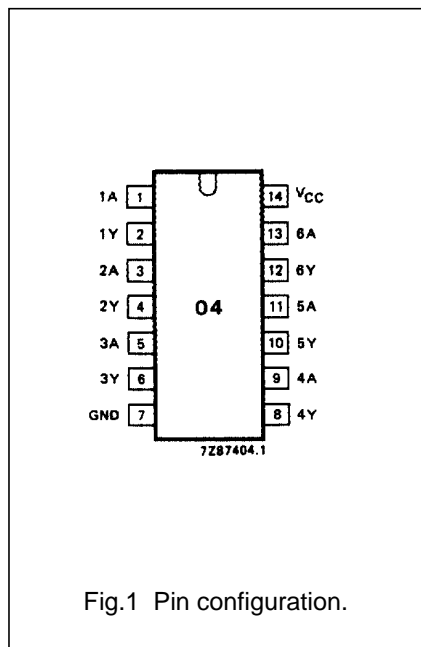 1A 1 14 VCC
1Y 2 13 6A
2A 3 12 6Y
2Y 4 04 11 5A
3A 5 10 5Y
3Y 6 9 4A
GND 7 8 4Y
7Z87404.1
Fig.1 Pin configuration.